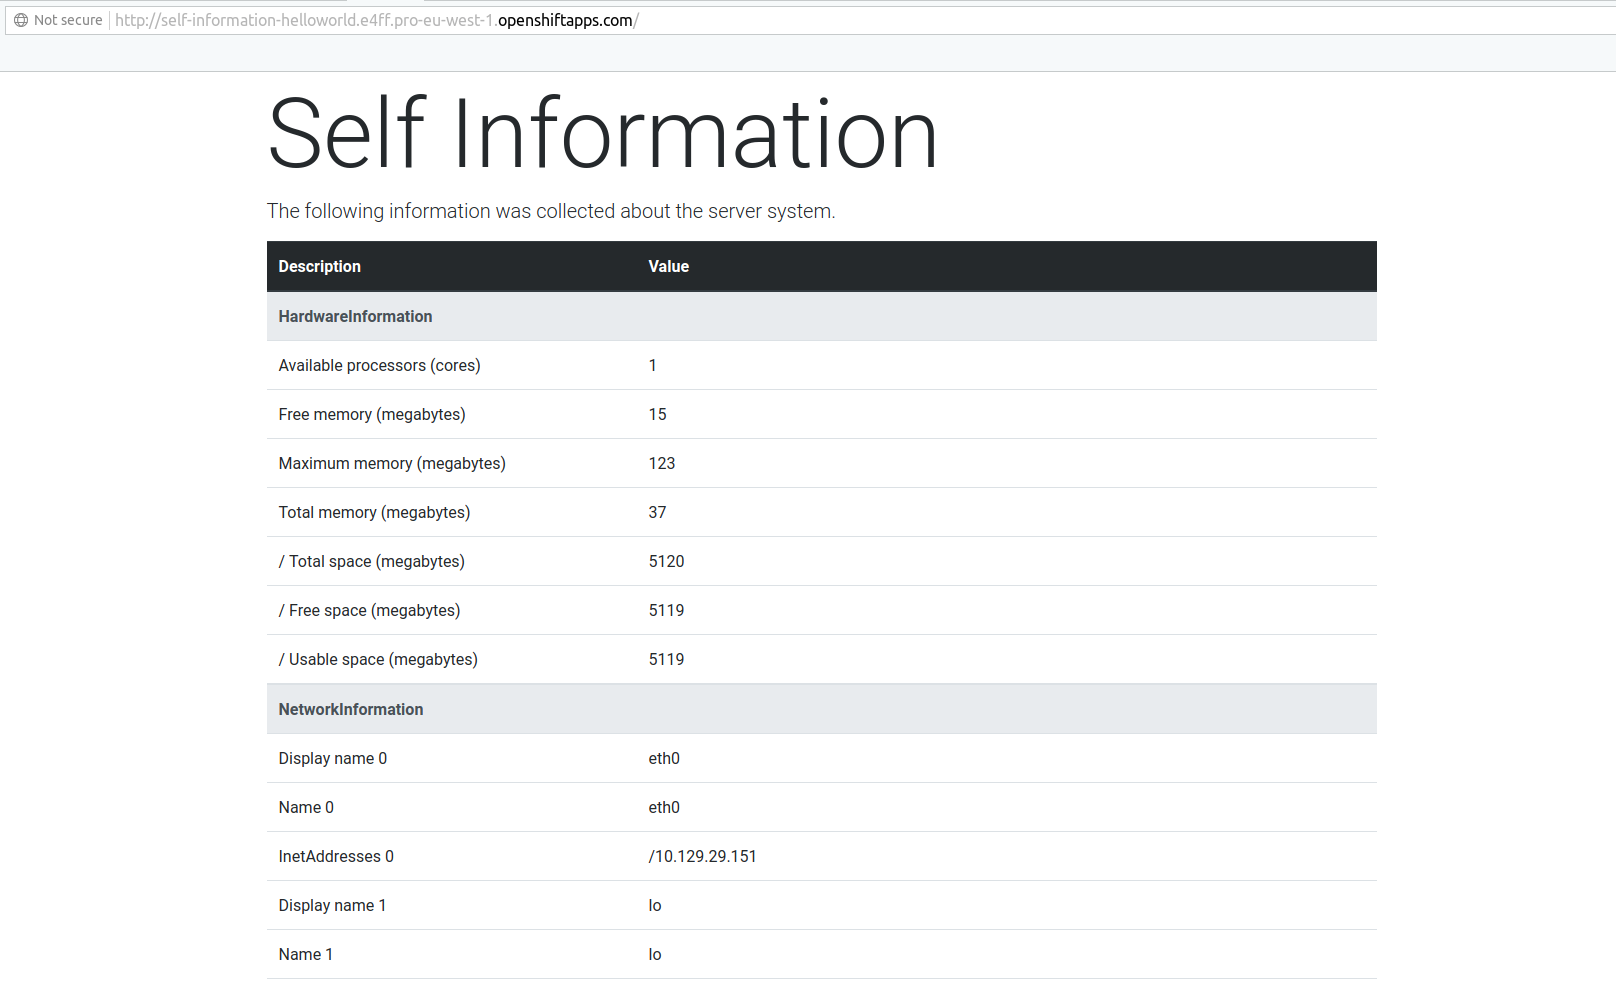 Not secure http://self-information-helloworld.e4ff.pro-eu-west-1.openshiftapps.com/
Self Information
The following information was collected about the server system.
Description Value
HardwareInformation
Available processors (cores) 1
Free memory (megabytes) 15
Maximum memory (megabytes) 123
Total memory (megabytes) 37
/ Total space (megabytes) 5120
/ Free space (megabytes) 5119
/ Usable space (megabytes) 5119
NetworkInformation
Display name 0 eth0
Name 0 eth0
InetAddresses 0 /10.129.29.151
Display name 1 lo
Name 1 lo